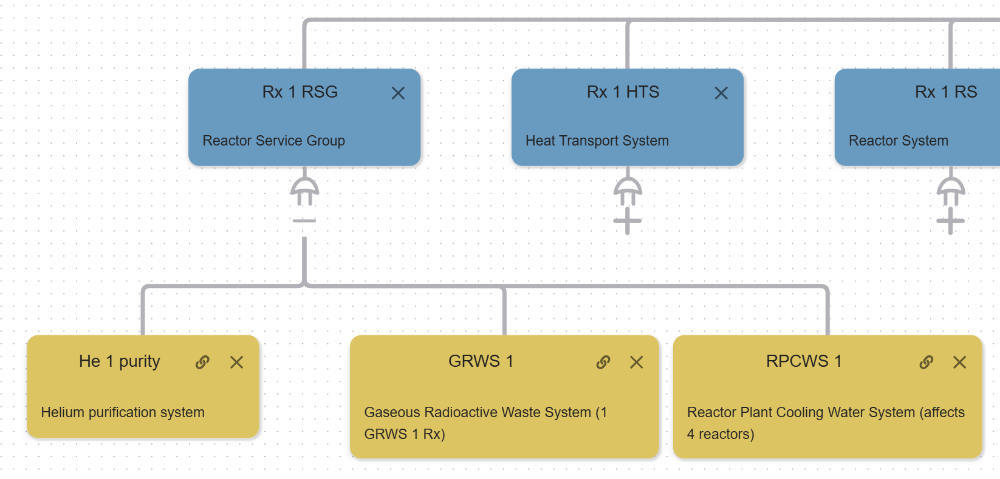 Rx 1 RSG
Reactor Service Group
Rx 1 HTS
Heat Transport System
Rx 1 RS
Reactor System
He 1 purity
Helium purification system
GRWS 1
Gaseous Radioactive Waste System (1
GRWS 1 Rx)
RPCWS 1
Reactor Plant Cooling Water System (affects
4 reactors)